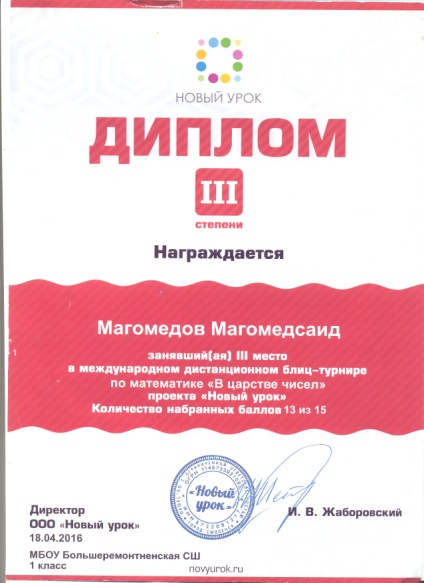 НОВЫЙ УРОК
ДИПЛОМ
III
степени
Награждается
Магомедов Магомедсаид
занявший(ая) III место
в международном дистанционном блиц-турнире
по математике «В царстве чисел»
проекта «Новый урок»
Количество набранных баллов 13 из 15
«Новый урок»
Директор
ООО «Новый урок»
18.04.2016
И. В. Жаборовский
МБОУ Большеремонтненская СШ
1 класс
novyurok.ru